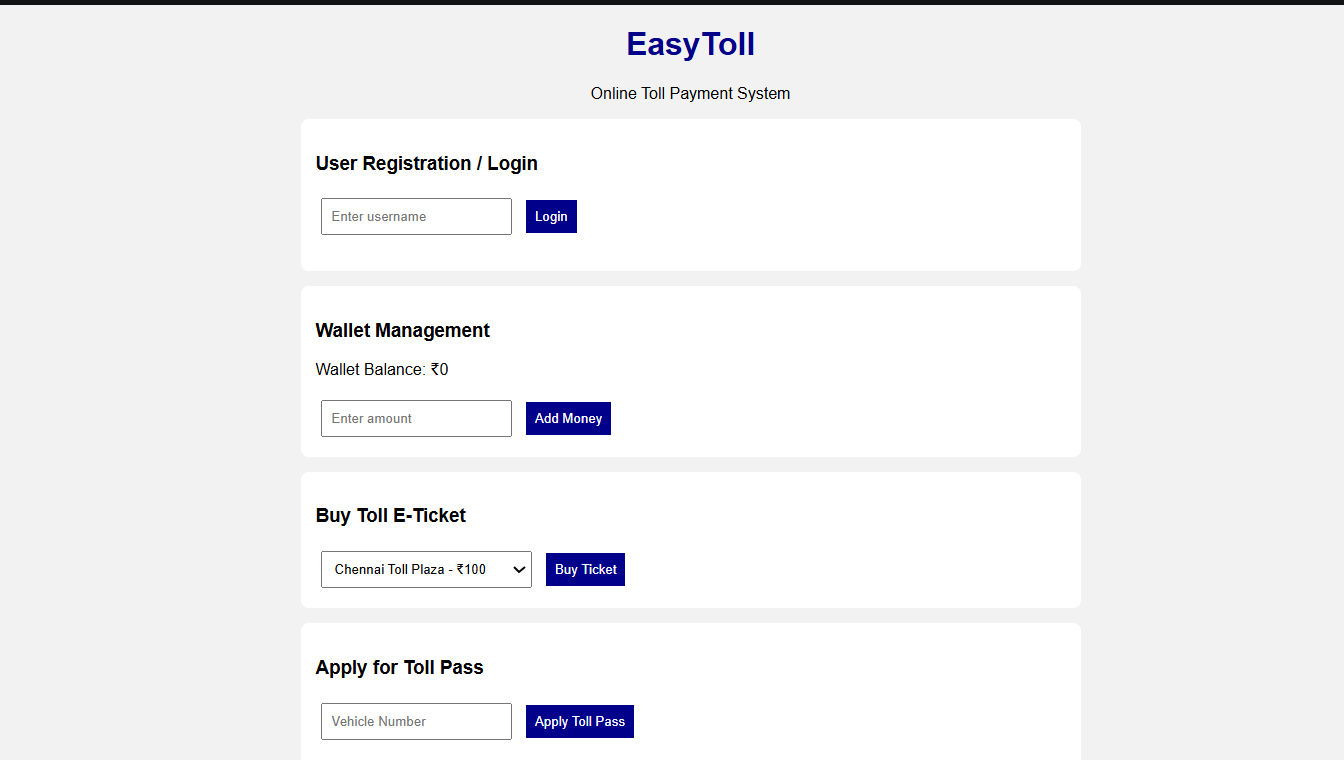 EasyToll
Online Toll Payment System
User Registration / Login
Enter username Login
Wallet Management
Wallet Balance: ₹0
Enter amount Add Money
Buy Toll E-Ticket
Chennai Toll Plaza - ₹100 Buy Ticket
Apply for Toll Pass
Vehicle Number Apply Toll Pass